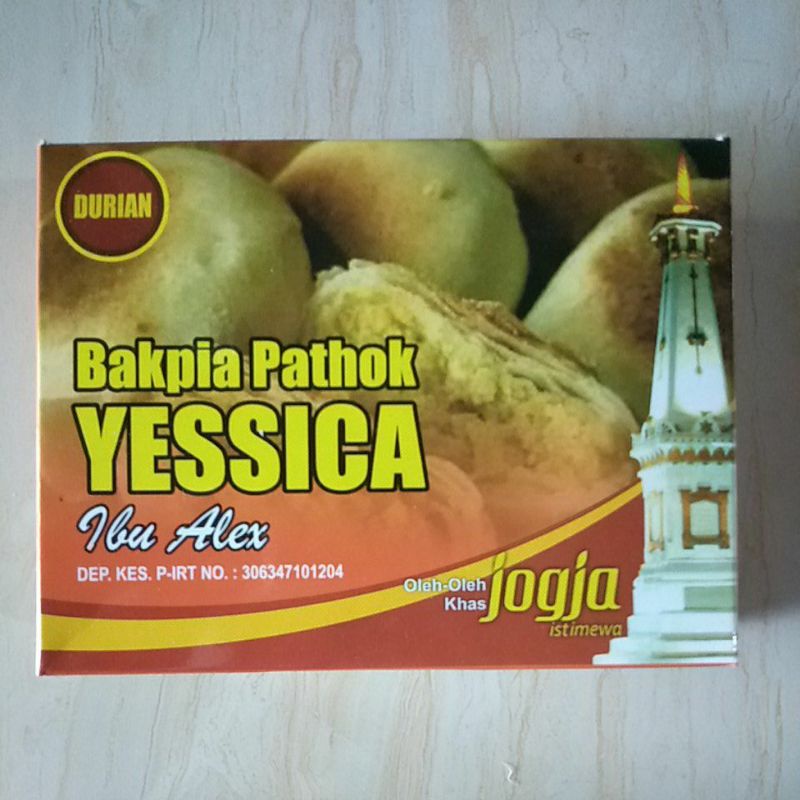 DURIAN
Bakpia Pathok
YESSICA
Ibu Alex
DEP. KES. P-IRT NO. : 306347101204
Oleh-Oleh
Khas jogja
istimewa